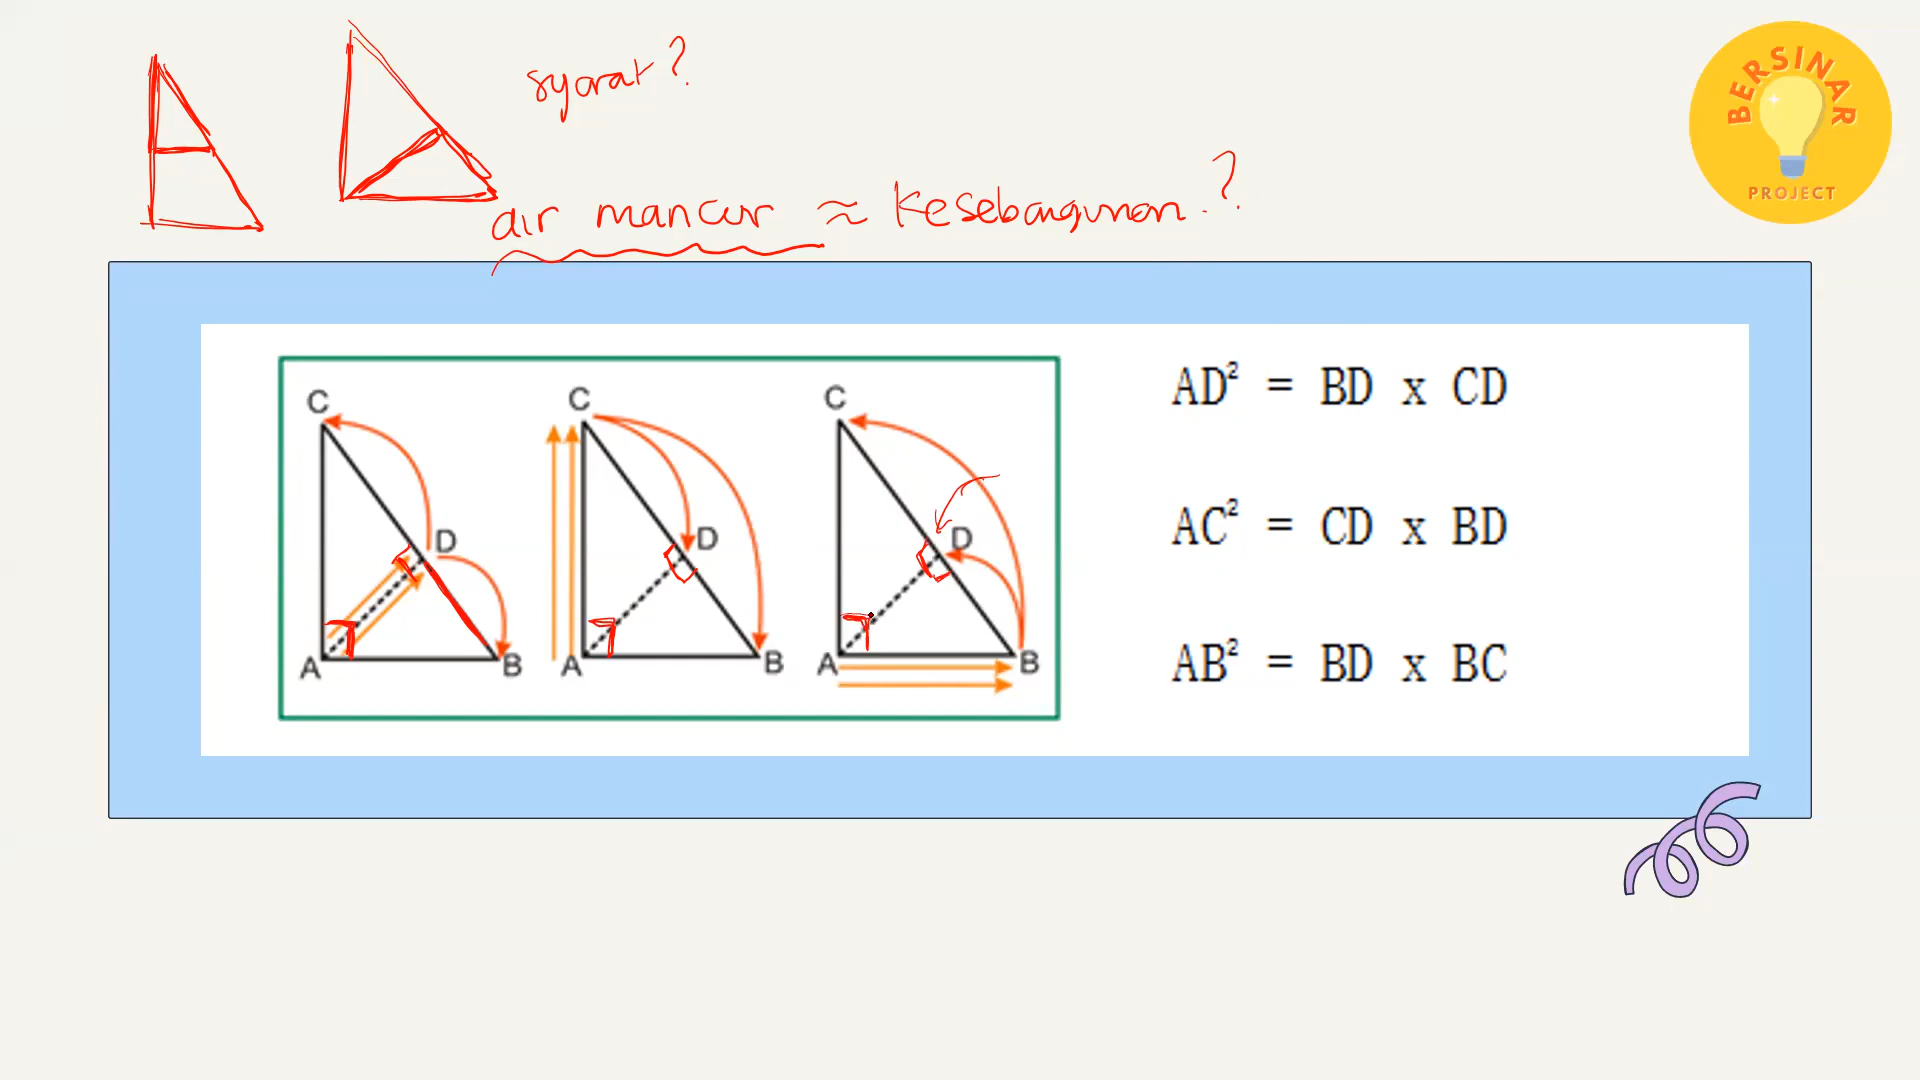 syarat?
BERSINAR
PROJECT
air mancur ≈ Kesebangunan.?
C
D
A
B
C
D
A
B
C
D
A
B
AD² = BD x CD
AC² = CD x BD
AB² = BD x BC